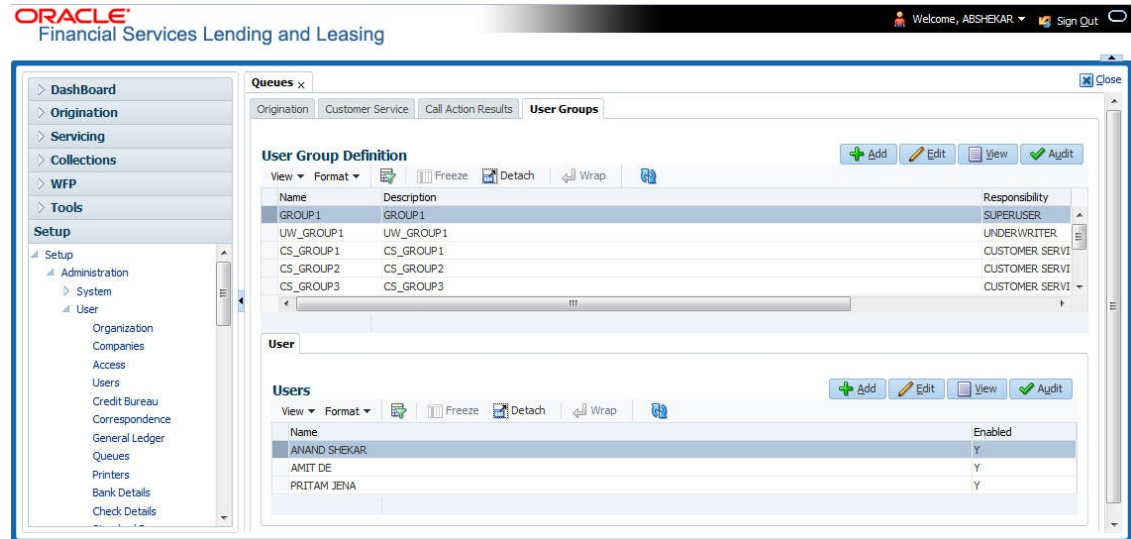 ORACLE
Financial Services Lending and Leasing
Welcome, ABSHEKAR
Sign Out
Close
DashBoard
Origination
Servicing
Collections
WFP
Tools
Setup
Setup
Administration
System
User
Organization
Companies
Access
Users
Credit Bureau
Correspondence
General Ledger
Queues
Printers
Bank Details
Check Details
Queues
Origination Customer Service Call Action Results User Groups
User Group Definition
Add Edit View Audit
View Format Freeze Detach Wrap
Name Description Responsibility
GROUP1 GROUP1 SUPERUSER
UW_GROUP1 UW_GROUP1 UNDERWRITER
CS_GROUP1 CS_GROUP1 CUSTOMER SERVI
CS_GROUP2 CS_GROUP2 CUSTOMER SERVI
CS_GROUP3 CS_GROUP3 CUSTOMER SERVI
User
Users
Add Edit View Audit
View Format Freeze Detach Wrap
Name Enabled
ANAND SHEKAR Y
AMIT DE Y
PRITAM JENA Y